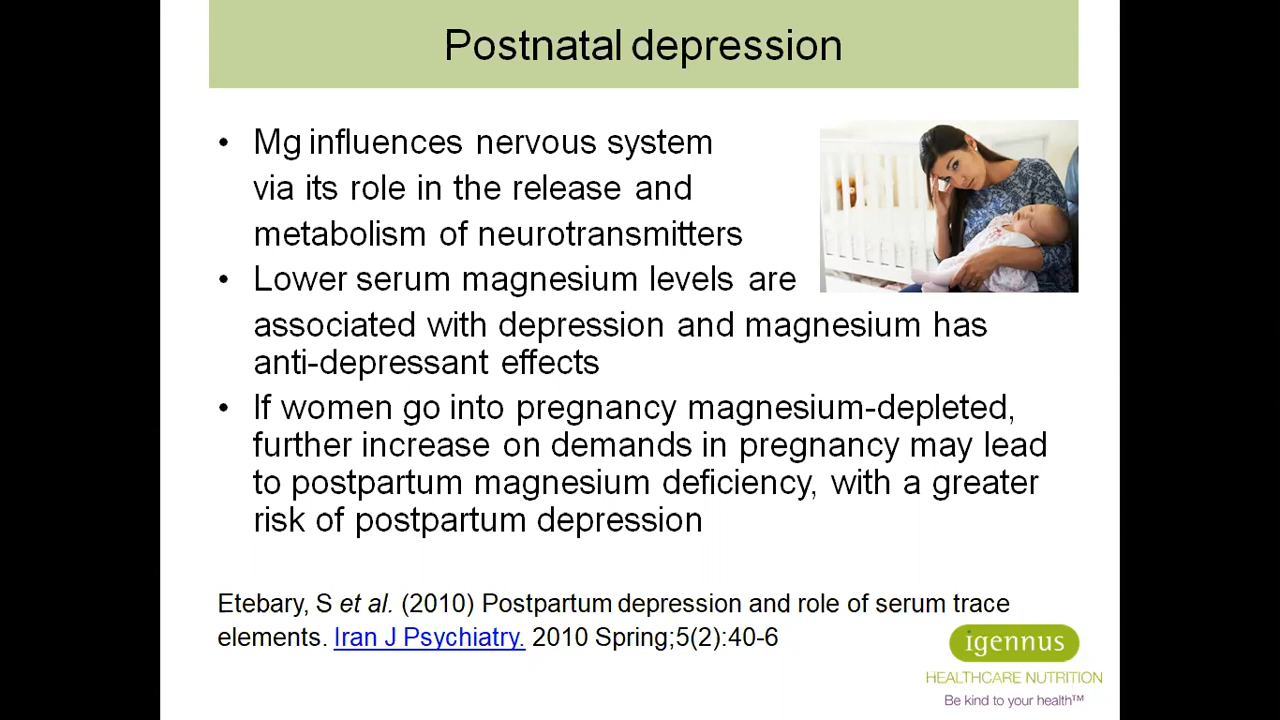 Postnatal depression
• Mg influences nervous system
via its role in the release and
metabolism of neurotransmitters
• Lower serum magnesium levels are
associated with depression and magnesium has
anti-depressant effects
• If women go into pregnancy magnesium-depleted,
further increase on demands in pregnancy may lead
to postpartum magnesium deficiency, with a greater
risk of postpartum depression
Etebary, S et al. (2010) Postpartum depression and role of serum trace
elements. Iran J Psychiatry. 2010 Spring;5(2):40-6
igennus
HEALTHCARE NUTRITION
Be kind to your health™